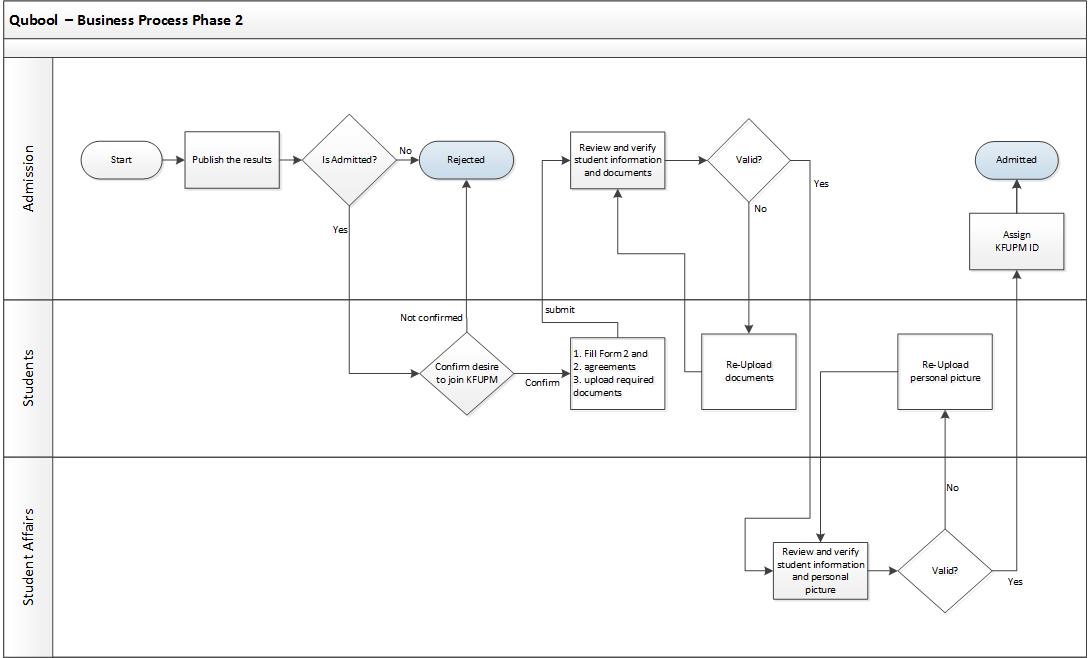 Qubool – Business Process Phase 2
Admission
Start
Publish the results
Is Admitted?
No
Rejected
Yes
Review and verify
student information
and documents
Valid?
Yes
No
Admitted
Assign
KFUPM ID
Students
Not confirmed
Confirm desire
to join KFUPM
Confirm
submit
1. Fill Form 2 and
2. agreements
3. upload required
documents
Re-Upload
documents
Re-Upload
personal picture
Student Affairs
Review and verify
student information
and personal
picture
Valid?
No
Yes